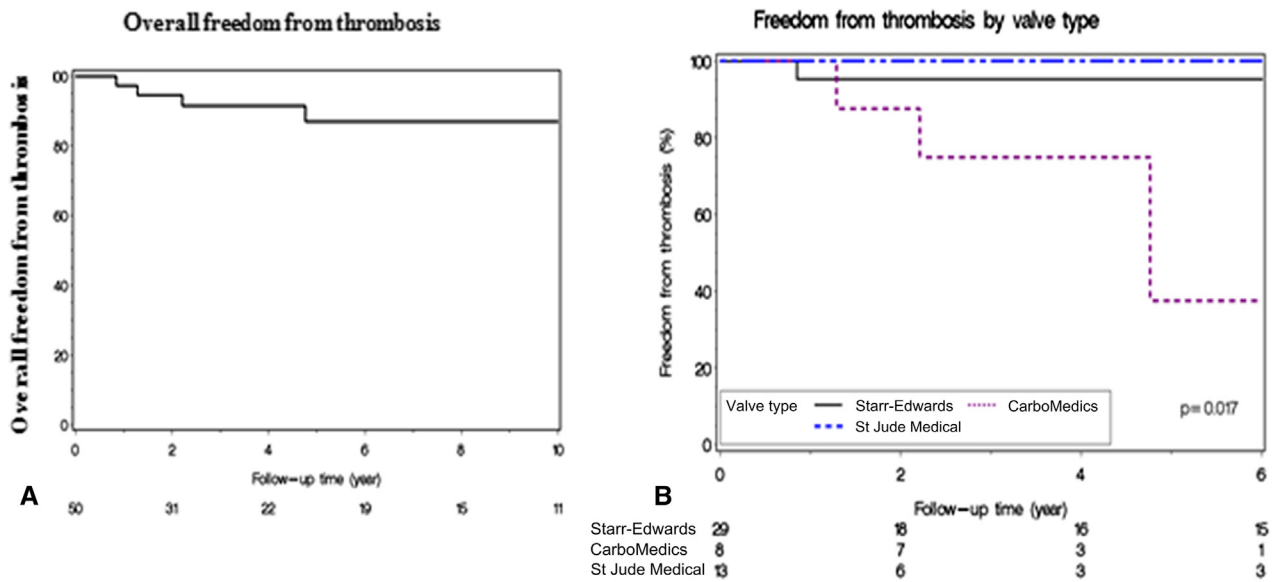 Overall freedom from thrombosis
Overall freedom from thrombosis
00
80
60
40
20
0
0 2 4 6 8 10
Follow-up time (year)
A
50 31 22 19 15 11
Freedom from thrombosis by valve type
Freedom from thrombosis (%)
100
80
60
40
20
0
Valve type Starr-Edwards CarboMedics
St Jude Medical
p=0.017
0 2 4 6
B
Follow-up time (year)
Starr-Edwards 29 18 16 15
CarboMedics 8 7 3 1
St Jude Medical 13 6 3 3